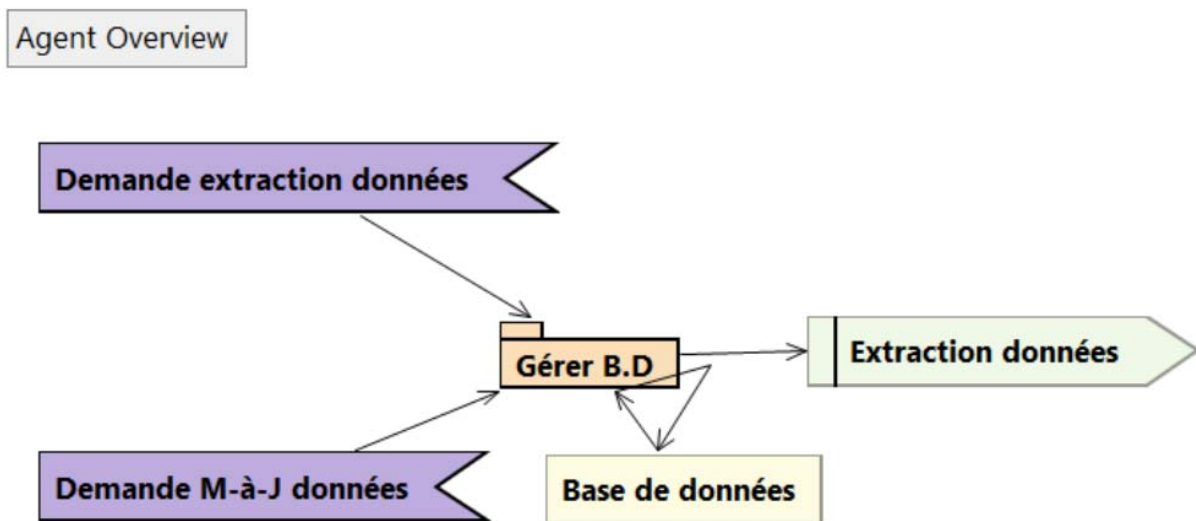 Agent Overview
Demande extraction données
Gérer B.D
Extraction données
Demande M-à-J données
Base de données